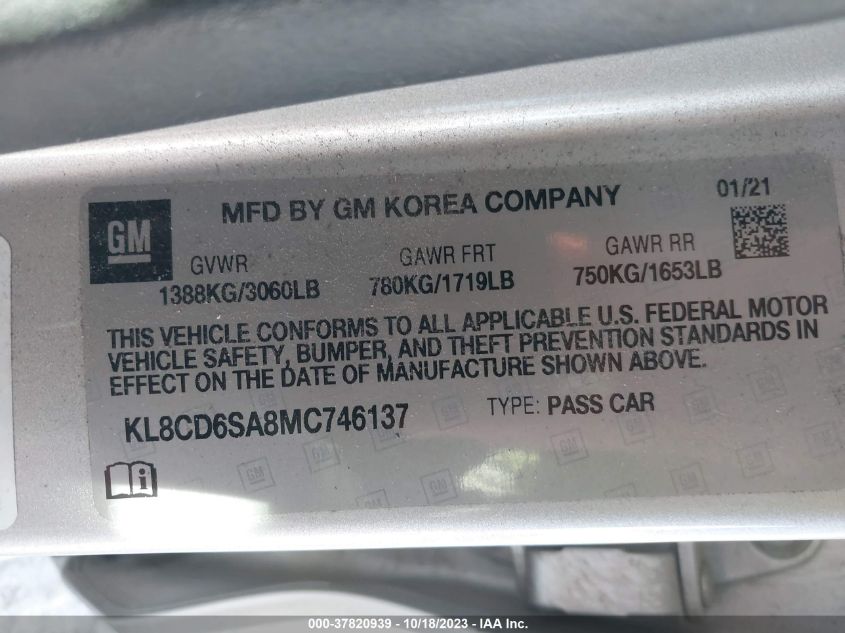 GM
MFD BY GM KOREA COMPANY
01/21
GVWR
1388KG/3060LB
GAWR FRT
780KG/1719LB
GAWR RR
750KG/1653LB
THIS VEHICLE CONFORMS TO ALL APPLICABLE U.S. FEDERAL MOTOR
VEHICLE SAFETY, BUMPER, AND THEFT PREVENTION STANDARDS IN
EFFECT ON THE DATE OF MANUFACTURE SHOWN ABOVE.
KL8CD6SA8MC746137
TYPE: PASS CAR
000-37820939 - 10/18/2023 - IAA Inc.